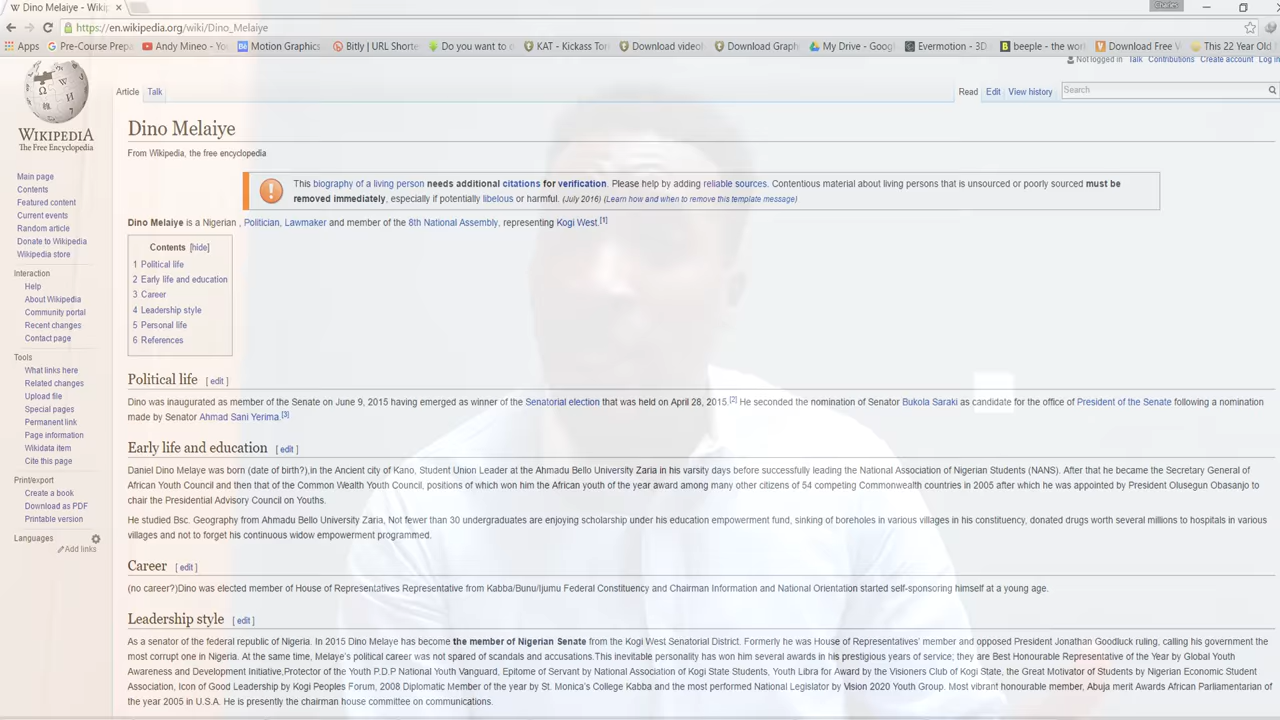 Dino Melaiye - Wikip
Charles
https://en.wikipedia.org/wiki/Dino_Melaiye
Apps Pre-Course Prepa Andy Mineo - Yo Motion Graphics Bitly | URL Shorte Do you want to KAT - Kickass Tor Download video Download Graph My Drive - Goog Evermotion - 3D beeple - the wor Download Free V This 22 Year Old
Not logged in Talk Contributions Create account Log in
Article Talk Read Edit View history Search
WIKIPEDIA
The Free Encyclopedia
Dino Melaiye
From Wikipedia, the free encyclopedia
This biography of a living person needs additional citations for verification. Please help by adding reliable sources. Contentious material about living persons that is unsourced or poorly sourced must be
removed immediately, especially if potentially libelous or harmful. (July 2016) (Learn how and when to remove this template message)
Dino Melaiye is a Nigerian , Politician, Lawmaker and member of the 8th National Assembly, representing Kogi West.[1]
Contents [hide]
1 Political life
2 Early life and education
3 Career
4 Leadership style
5 Personal life
6 References
Main page
Contents
Featured content
Current events
Random article
Donate to Wikipedia
Wikipedia store
Interaction
Help
About Wikipedia
Community portal
Recent changes
Contact page
Tools
What links here
Related changes
Upload file
Special pages
Permanent link
Page information
Wikidata item
Cite this page
Print/export
Create a book
Download as PDF
Printable version
Languages
Add links
Political life [ edit ]
Dino was inaugurated as member of the Senate on June 9, 2015 having emerged as winner of the Senatorial election that was held on April 28, 2015.[2] He seconded the nomination of Senator Bukola Saraki as candidate for the office of President of the Senate following a nomination
made by Senator Ahmad Sani Yerima.[3]
Early life and education [ edit ]
Daniel Dino Melaye was born (date of birth?),in the Ancient city of Kano, Student Union Leader at the Ahmadu Bello University Zaria in his varsity days before successfully leading the National Association of Nigerian Students (NANS). After that he became the Secretary General of
African Youth Council and then that of the Common Wealth Youth Council, positions of which won him the African youth of the year award among many other citizens of 54 competing Commonwealth countries in 2005 after which he was appointed by President Olusegun Obasanjo to
chair the Presidential Advisory Council on Youths.
He studied Bsc. Geography from Ahmadu Bello University Zaria, Not fewer than 30 undergraduates are enjoying scholarship under his education empowerment fund, sinking of boreholes in various villages in his constituency, donated drugs worth several millions to hospitals in various
villages and not to forget his continuous widow empowerment programmed.
Career [ edit ]
(no career?)Dino was elected member of House of Representatives Representative from Kabba/Bunu/Ijumu Federal Constituency and Chairman Information and National Orientation started self-sponsoring himself at a young age.
Leadership style [ edit ]
As a senator of the federal republic of Nigeria. In 2015 Dino Melaye has become the member of Nigerian Senate from the Kogi West Senatorial District. Formerly he was House of Representatives' member and opposed President Jonathan Goodluck ruling, calling his government the
most corrupt one in Nigeria. At the same time, Melaye's political career was not spared of scandals and accusations.This inevitable personality has won him several awards in his prestigious years of service; they are Best Honourable Representative of the Year by Global Youth
Awareness and Development Initiative,Protector of the Youth P.D.P National Youth Vanguard, Epitome of Servent by National Association of Kogi State Students, Youth Libra for Award by the Visioners Club of Kogi State, the Great Motivator of Students by Nigerian Economic Student
Association, Icon of Good Leadership by Kogi Peoples Forum, 2008 Diplomatic Member of the year by St. Monica's College Kabba and the most performed National Legislator by Vision 2020 Youth Group. Most vibrant honourable member, Abuja merit Awards African Parliamentarian of
the year 2005 in U.S.A. He is presently the chairman house committee on communications.